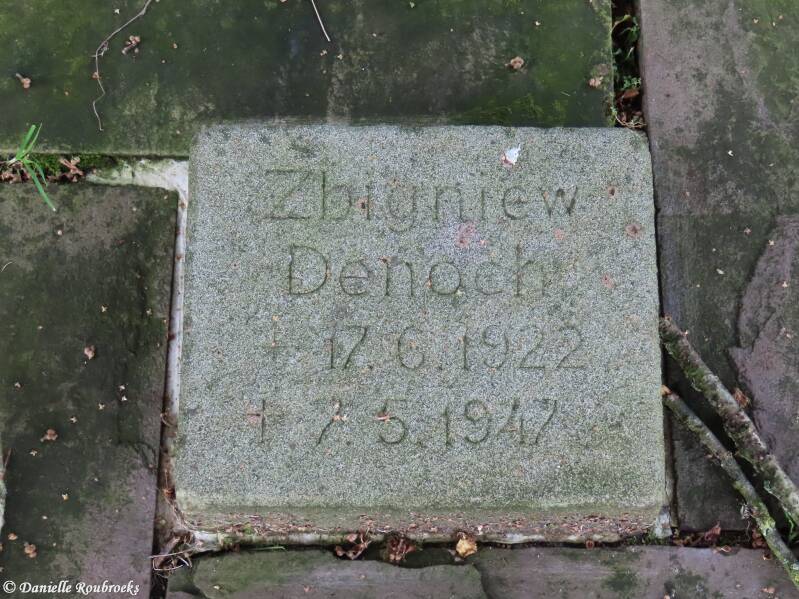 Zbigniew
Denoch
+ 17. 6. 1922
† 7. 5. 1947
© Danielle Roubroeks